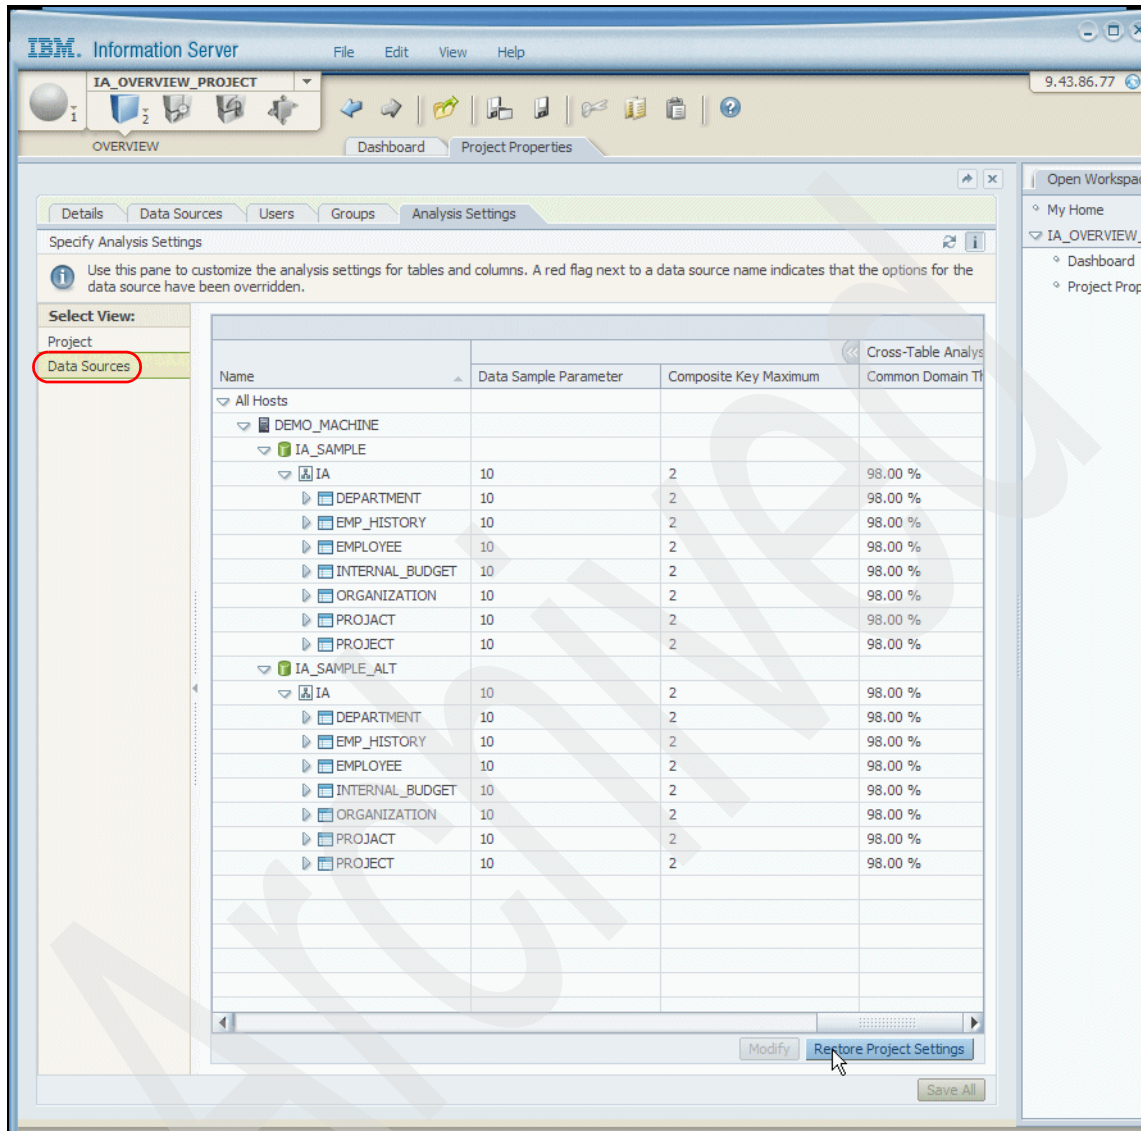 IBM. Information Server
File Edit View Help
IA_OVERVIEW_PROJECT
9.43.86.77
1
2
OVERVIEW
Dashboard Project Properties
Open Workspac
Details Data Sources Users Groups Analysis Settings
My Home
Specify Analysis Settings
IA_OVERVIEW_
Dashboard
Use this pane to customize the analysis settings for tables and columns. A red flag next to a data source name indicates that the options for the
data source have been overridden.
Project Prop
Select View:
Project
Data Sources
Cross-Table Analys
Name Data Sample Parameter Composite Key Maximum Common Domain Th
All Hosts
DEMO_MACHINE
IA_SAMPLE
IA 10 2 98.00 %
DEPARTMENT 10 2 98.00 %
EMP_HISTORY 10 2 98.00 %
EMPLOYEE 10 2 98.00 %
INTERNAL_BUDGET 10 2 98.00 %
ORGANIZATION 10 2 98.00 %
PROJACT 10 2 98.00 %
PROJECT 10 2 98.00 %
IA_SAMPLE_ALT
IA 10 2 98.00 %
DEPARTMENT 10 2 98.00 %
EMP_HISTORY 10 2 98.00 %
EMPLOYEE 10 2 98.00 %
INTERNAL_BUDGET 10 2 98.00 %
ORGANIZATION 10 2 98.00 %
PROJACT 10 2 98.00 %
PROJECT 10 2 98.00 %
Modify Restore Project Settings
Save All
Archived